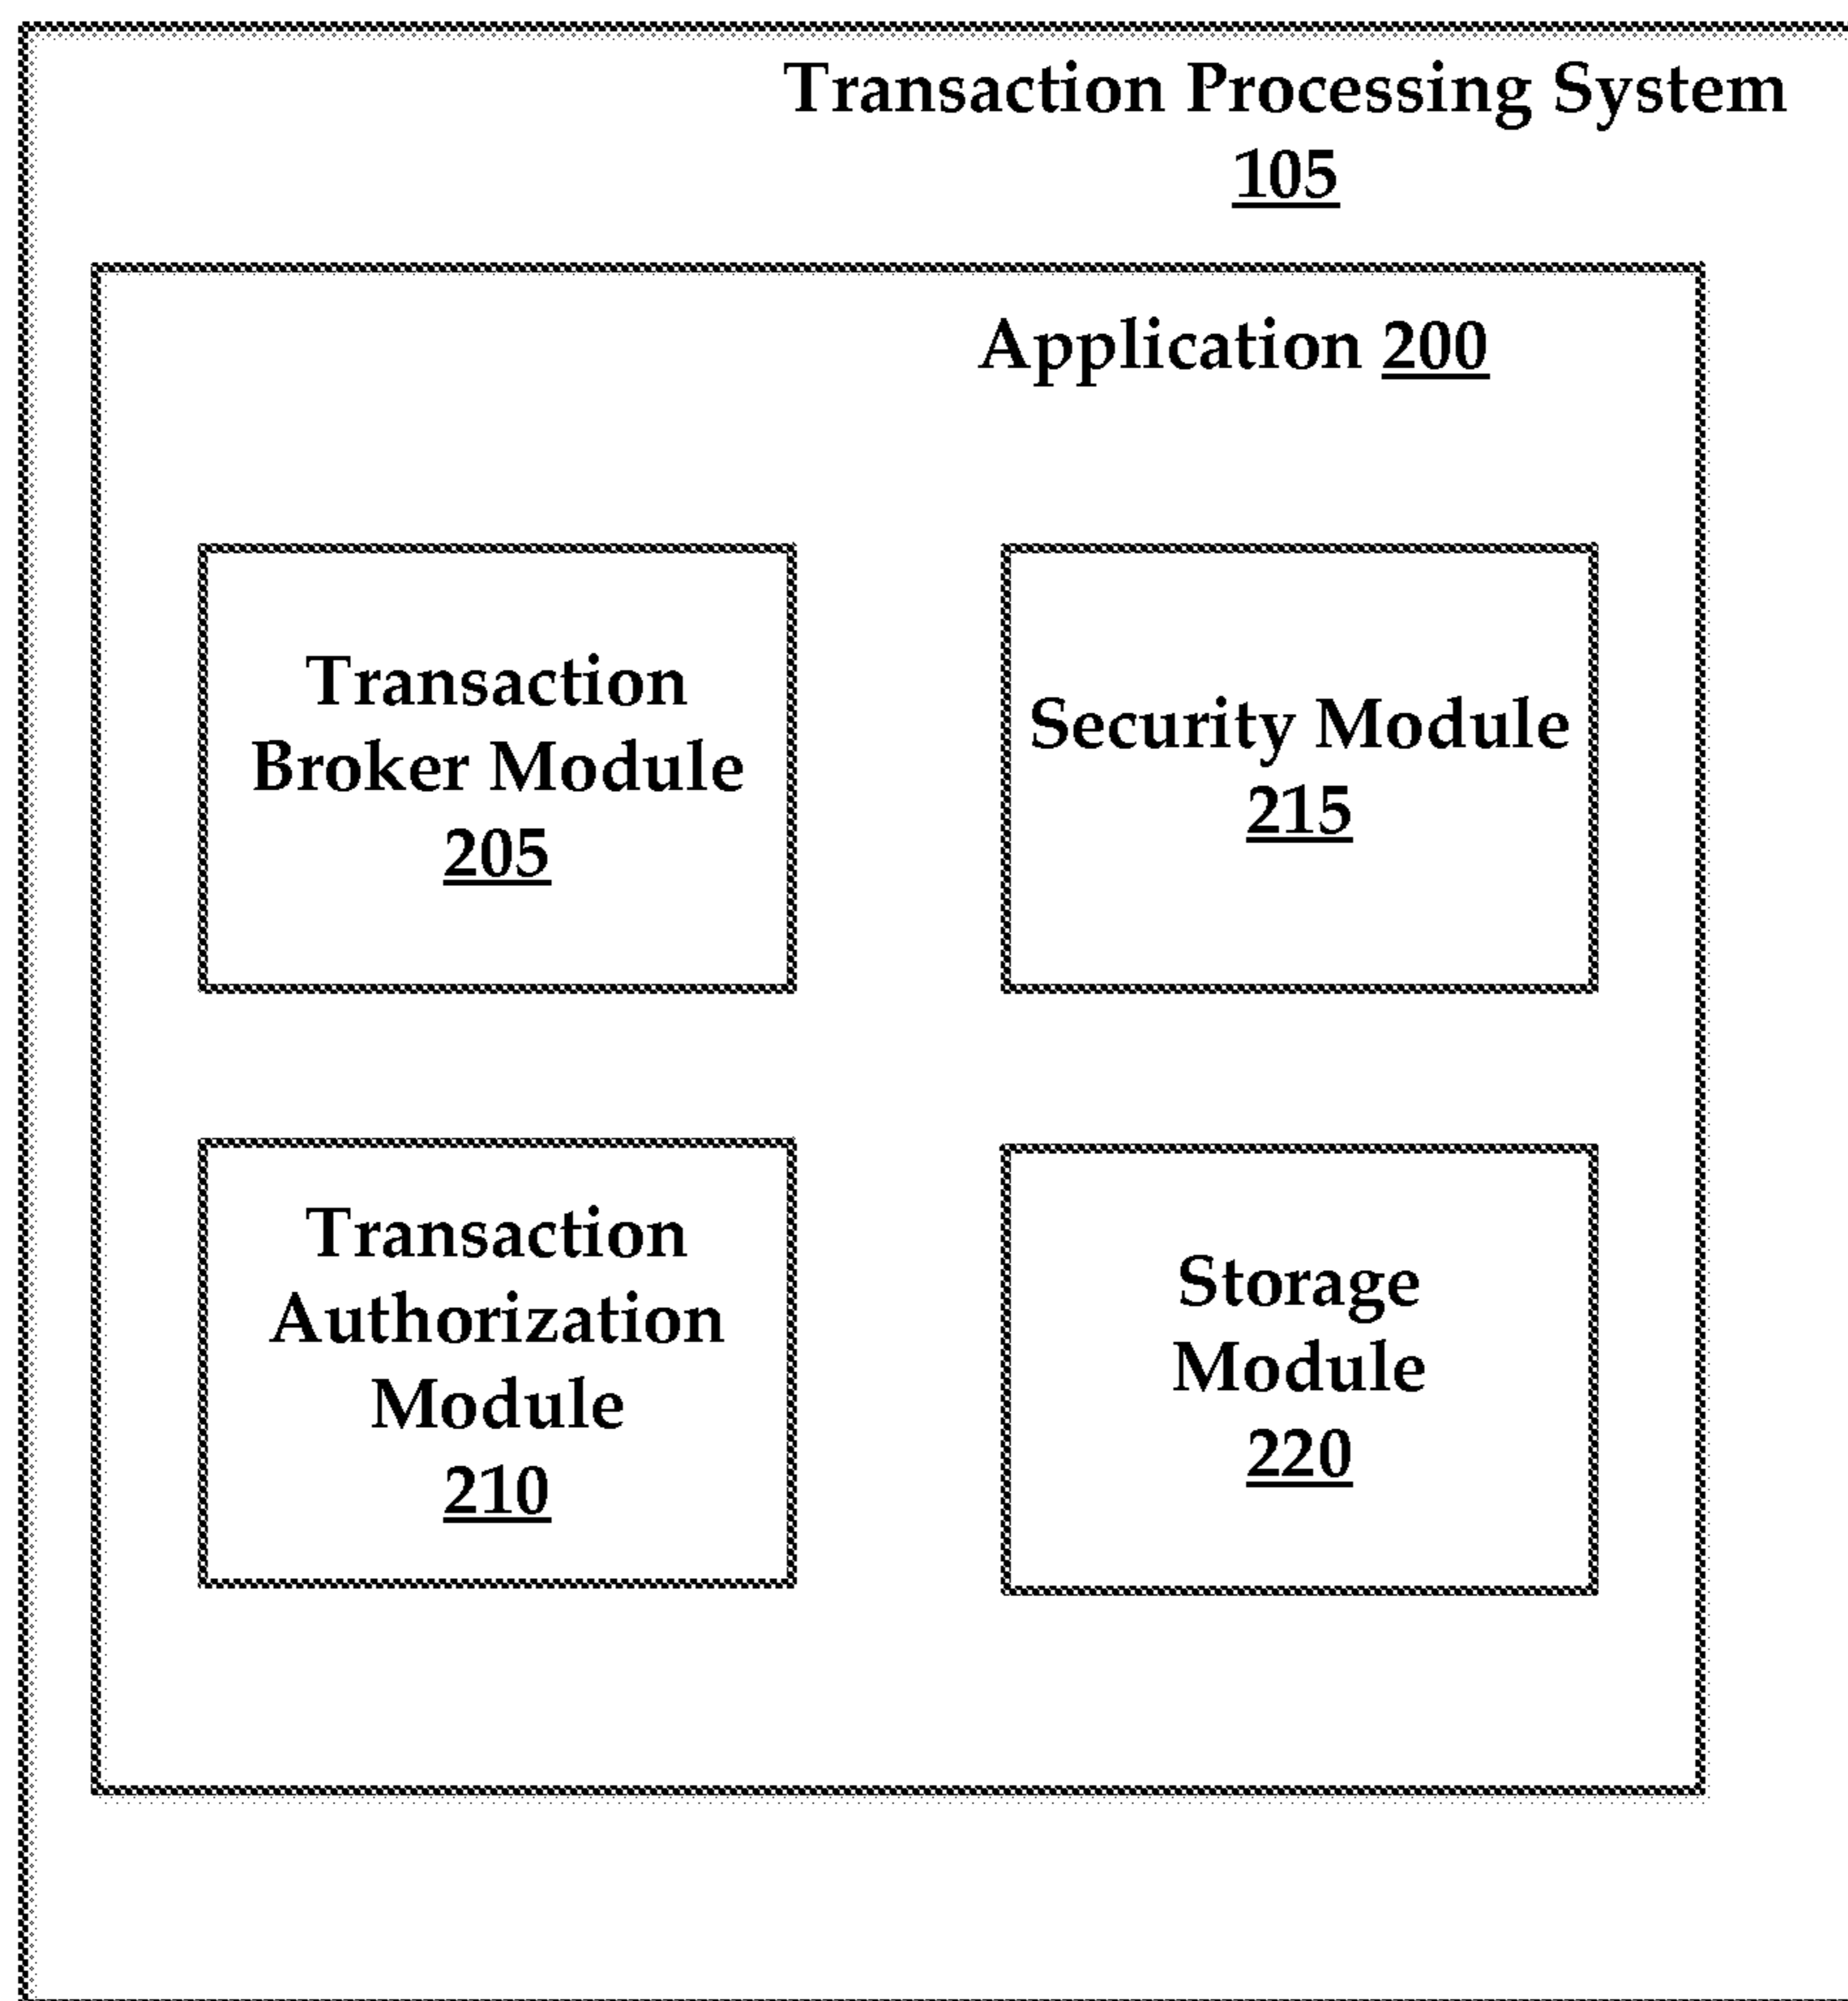 Transaction Processing System
105
Application 200
Transaction
Broker Module
205
Security Module
215
Transaction
Authorization
Module
210
Storage
Module
220